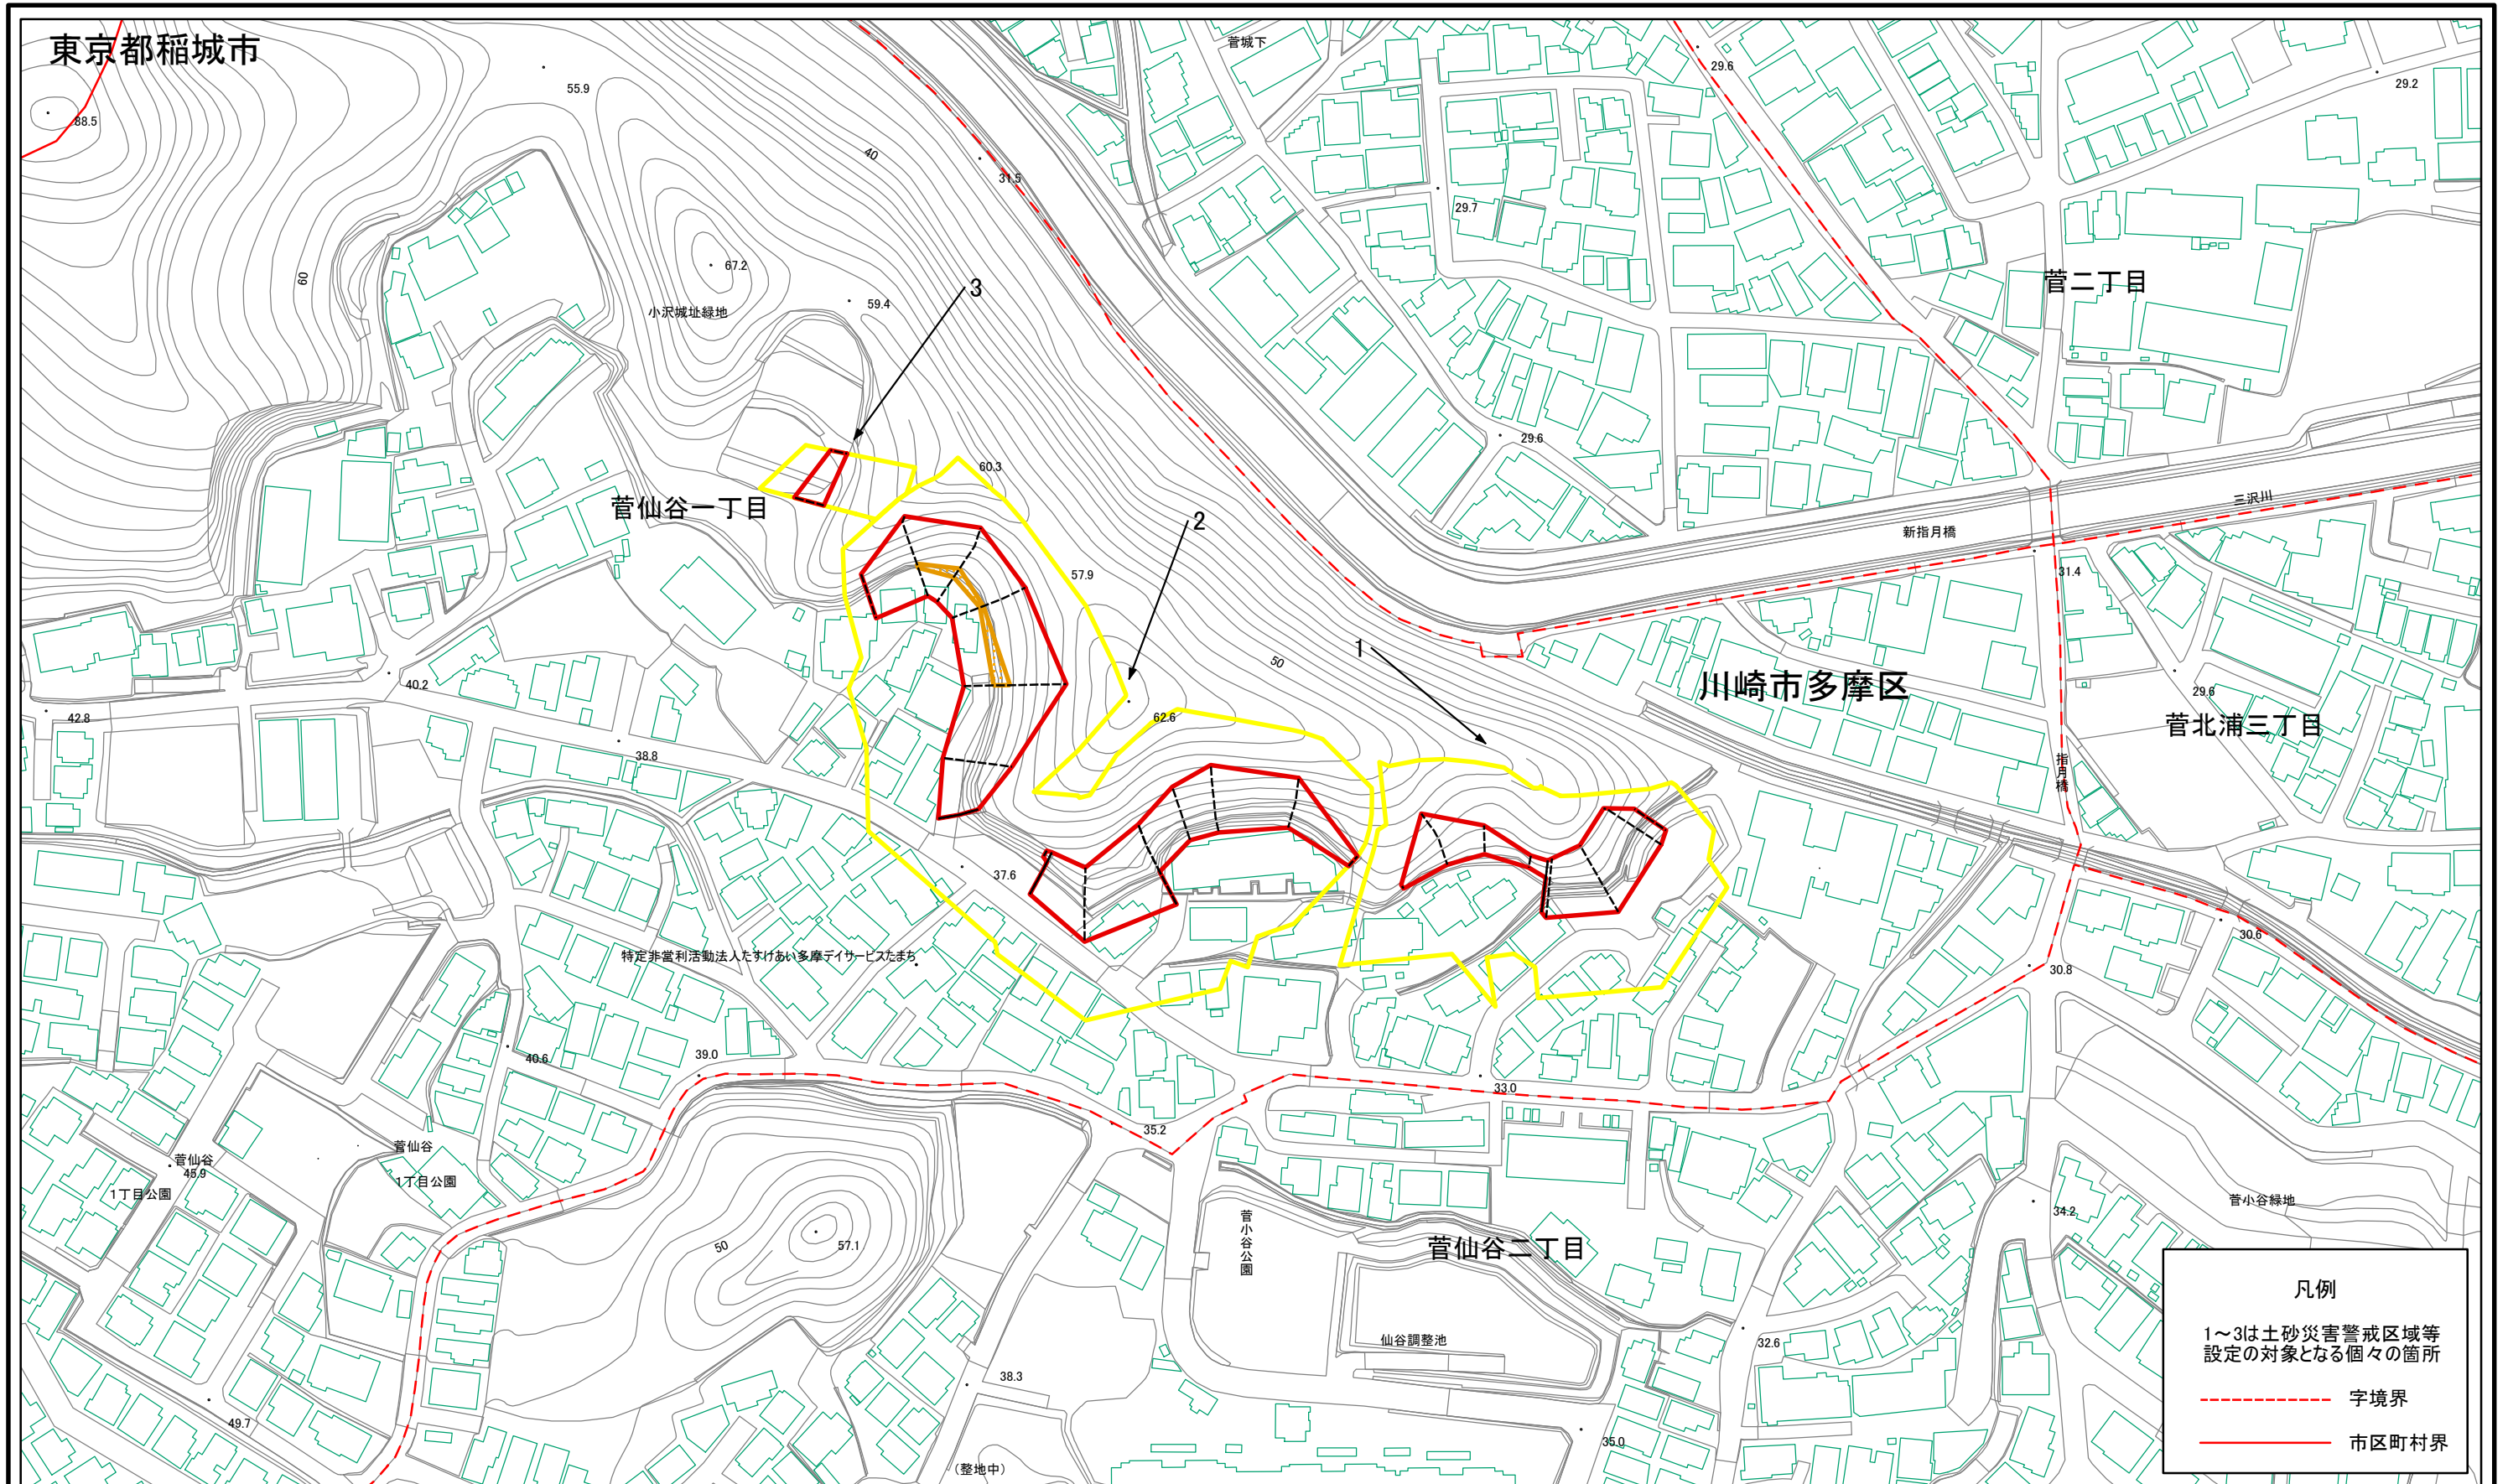 東京都稲城市
菅城下
88.5
55.9
29.6
29.2
40
31.5
29.7
60
67.2
小沢城址緑地
59.4
3
菅二丁目
29.6
60.3
菅仙谷一丁目
2
三沢川
新指月橋
57.9
31.4
1
50
40.2
川崎市多摩区
29.6
42.8
62.6
菅北浦三丁目
38.8
指月橋
37.6
30.6
特定非営利活動法人たすけあい多摩デイサービスたまち
30.8
40.6
39.0
33.0
35.2
菅仙谷
1丁目公園
菅仙谷
45.9
1丁目公園
菅小谷緑地
34.2
菅小谷公園
50
57.1
菅仙谷二丁目
仙谷調整池
32.6
38.3
49.7
35.0
(整地中)
凡例
1～3は土砂災害警戒区域等
設定の対象となる個々の箇所
字境界
市区町村界